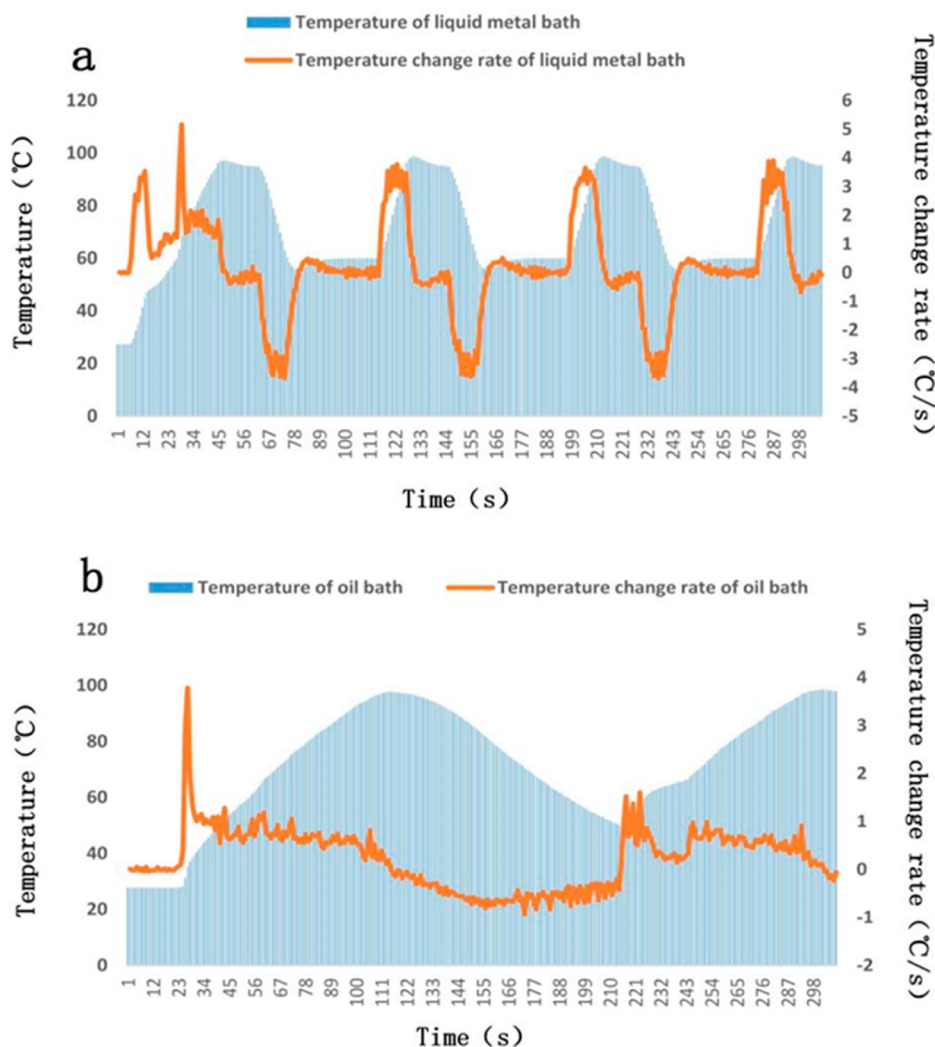 a
Temperature of liquid metal bath
Temperature change rate of liquid metal bath
Temperature (℃)
120
100
80
60
40
20
0
6
5
4
3
2
1
0
-1
-2
-3
-4
-5
Temperature change rate (℃/s)
1 12 23 34 45 56 67 78 89 100 111 122 133 144 155 166 177 188 199 210 221 232 243 254 265 276 287 298
Time (s)
b
Temperature of oil bath
Temperature change rate of oil bath
Temperature (℃)
120
100
80
60
40
20
0
5
4
3
2
1
0
-1
-2
Temperature change rate (℃/s)
1 12 23 34 45 56 67 78 89 100 111 122 133 144 155 166 177 188 199 210 221 232 243 254 265 276 287 298
Time (s)